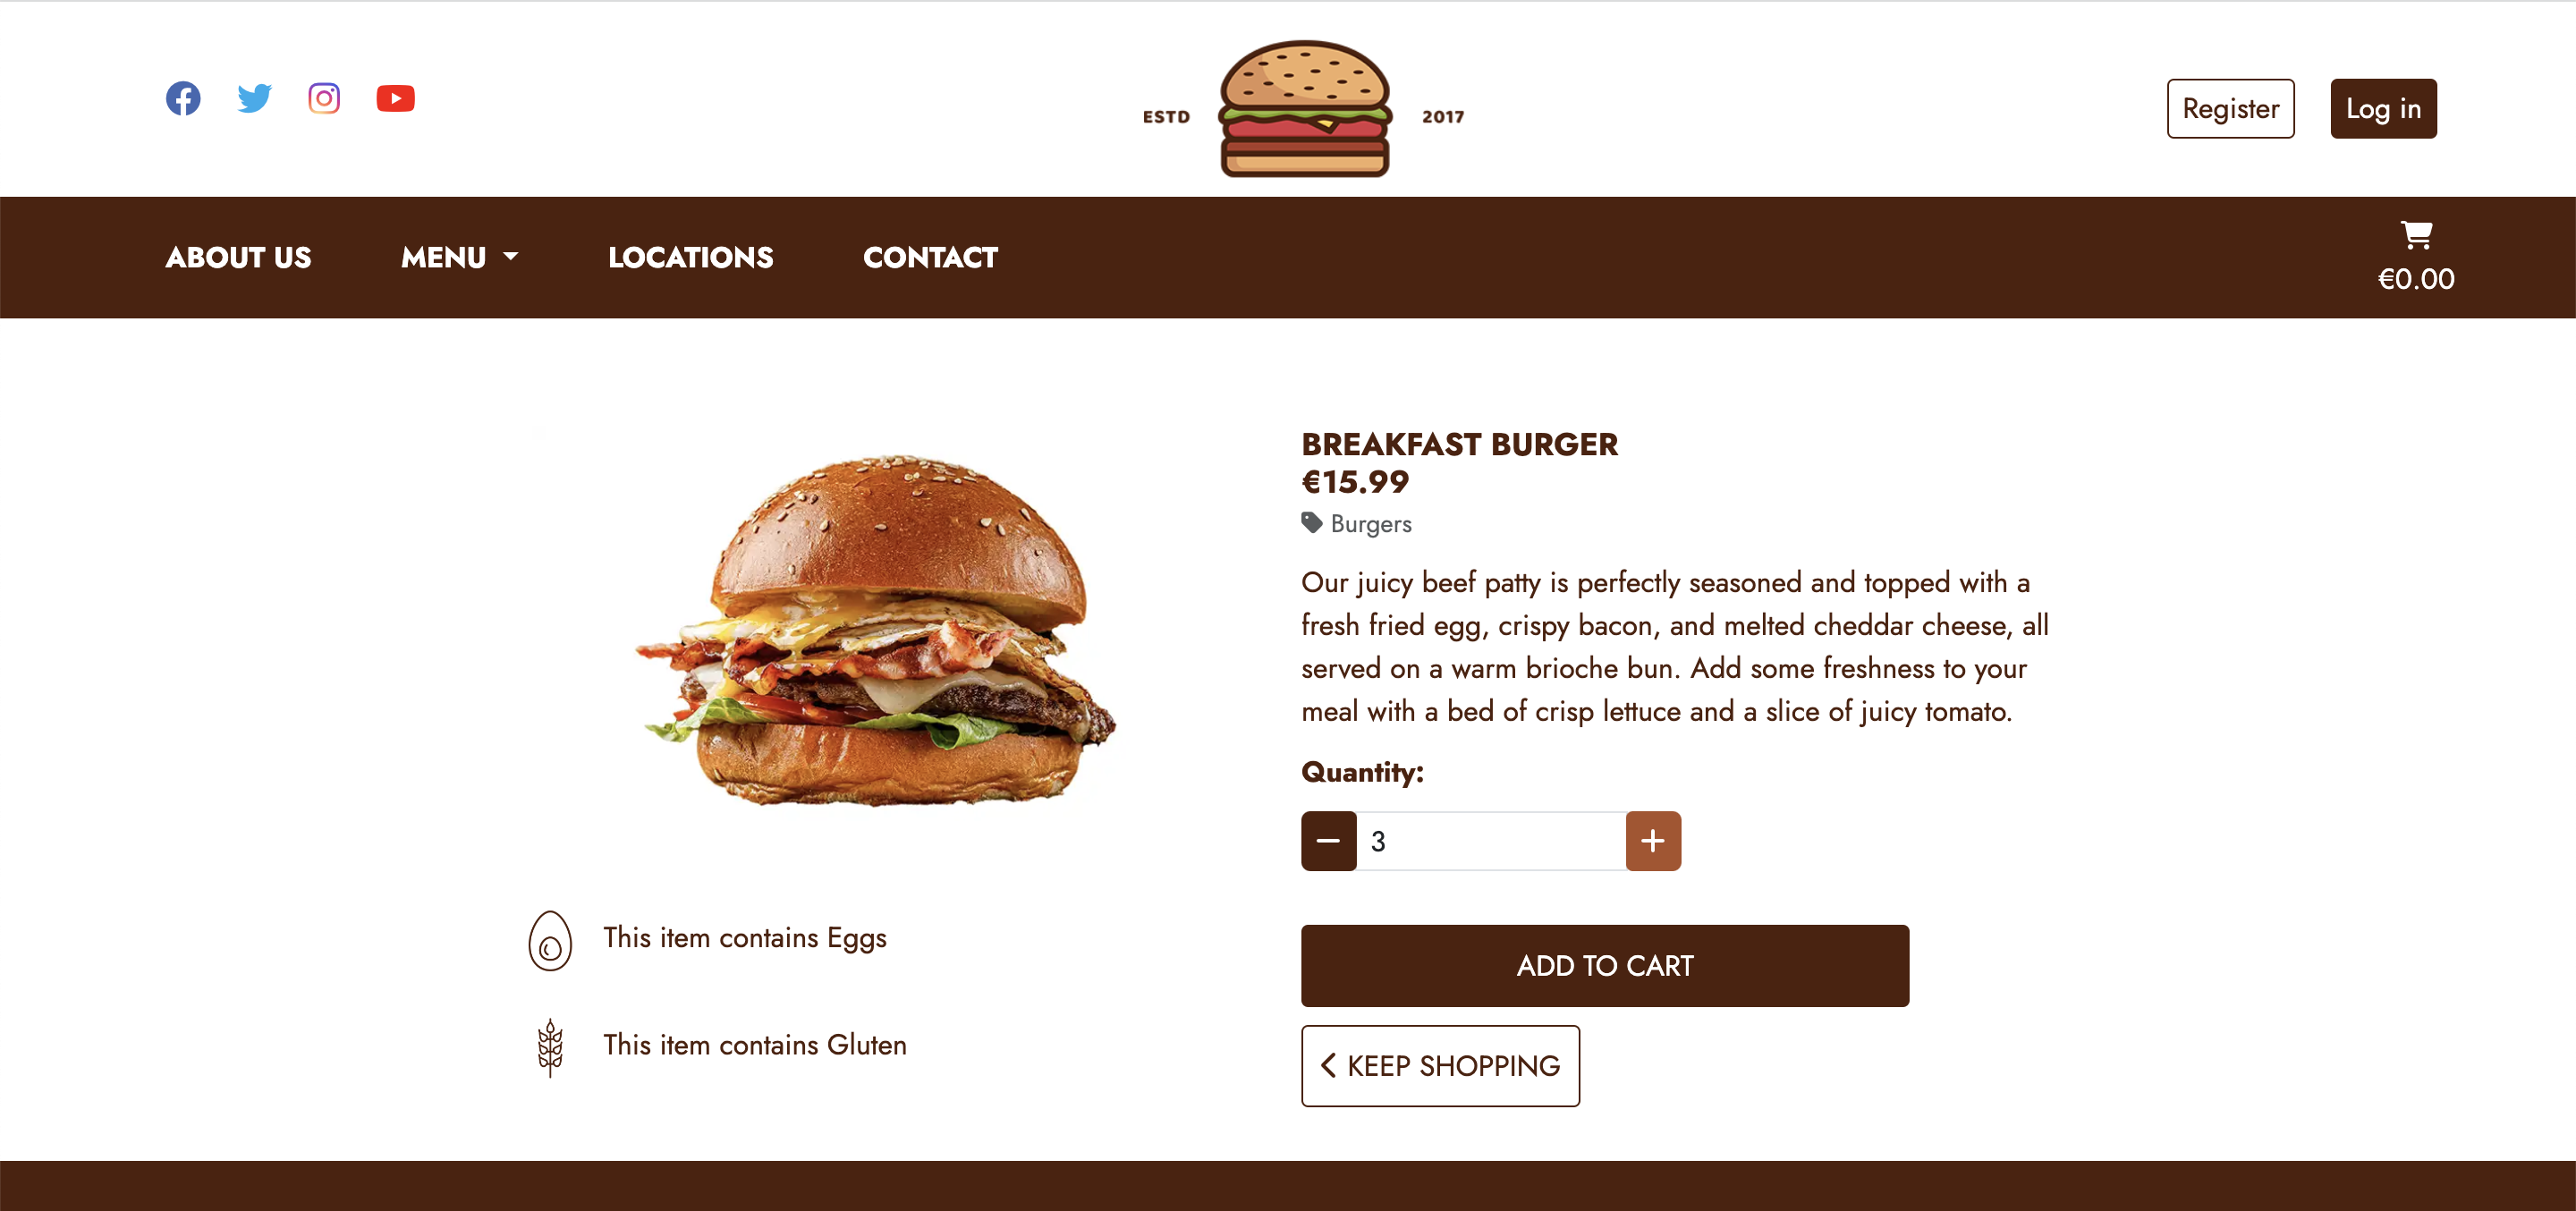 ESTD
2017
Register
Log in
ABOUT US
MENU
LOCATIONS
CONTACT
€0.00
BREAKFAST BURGER
€15.99
Burgers
Our juicy beef patty is perfectly seasoned and topped with a
fresh fried egg, crispy bacon, and melted cheddar cheese, all
served on a warm brioche bun. Add some freshness to your
meal with a bed of crisp lettuce and a slice of juicy tomato.
Quantity:
3
This item contains Eggs
This item contains Gluten
ADD TO CART
KEEP SHOPPING